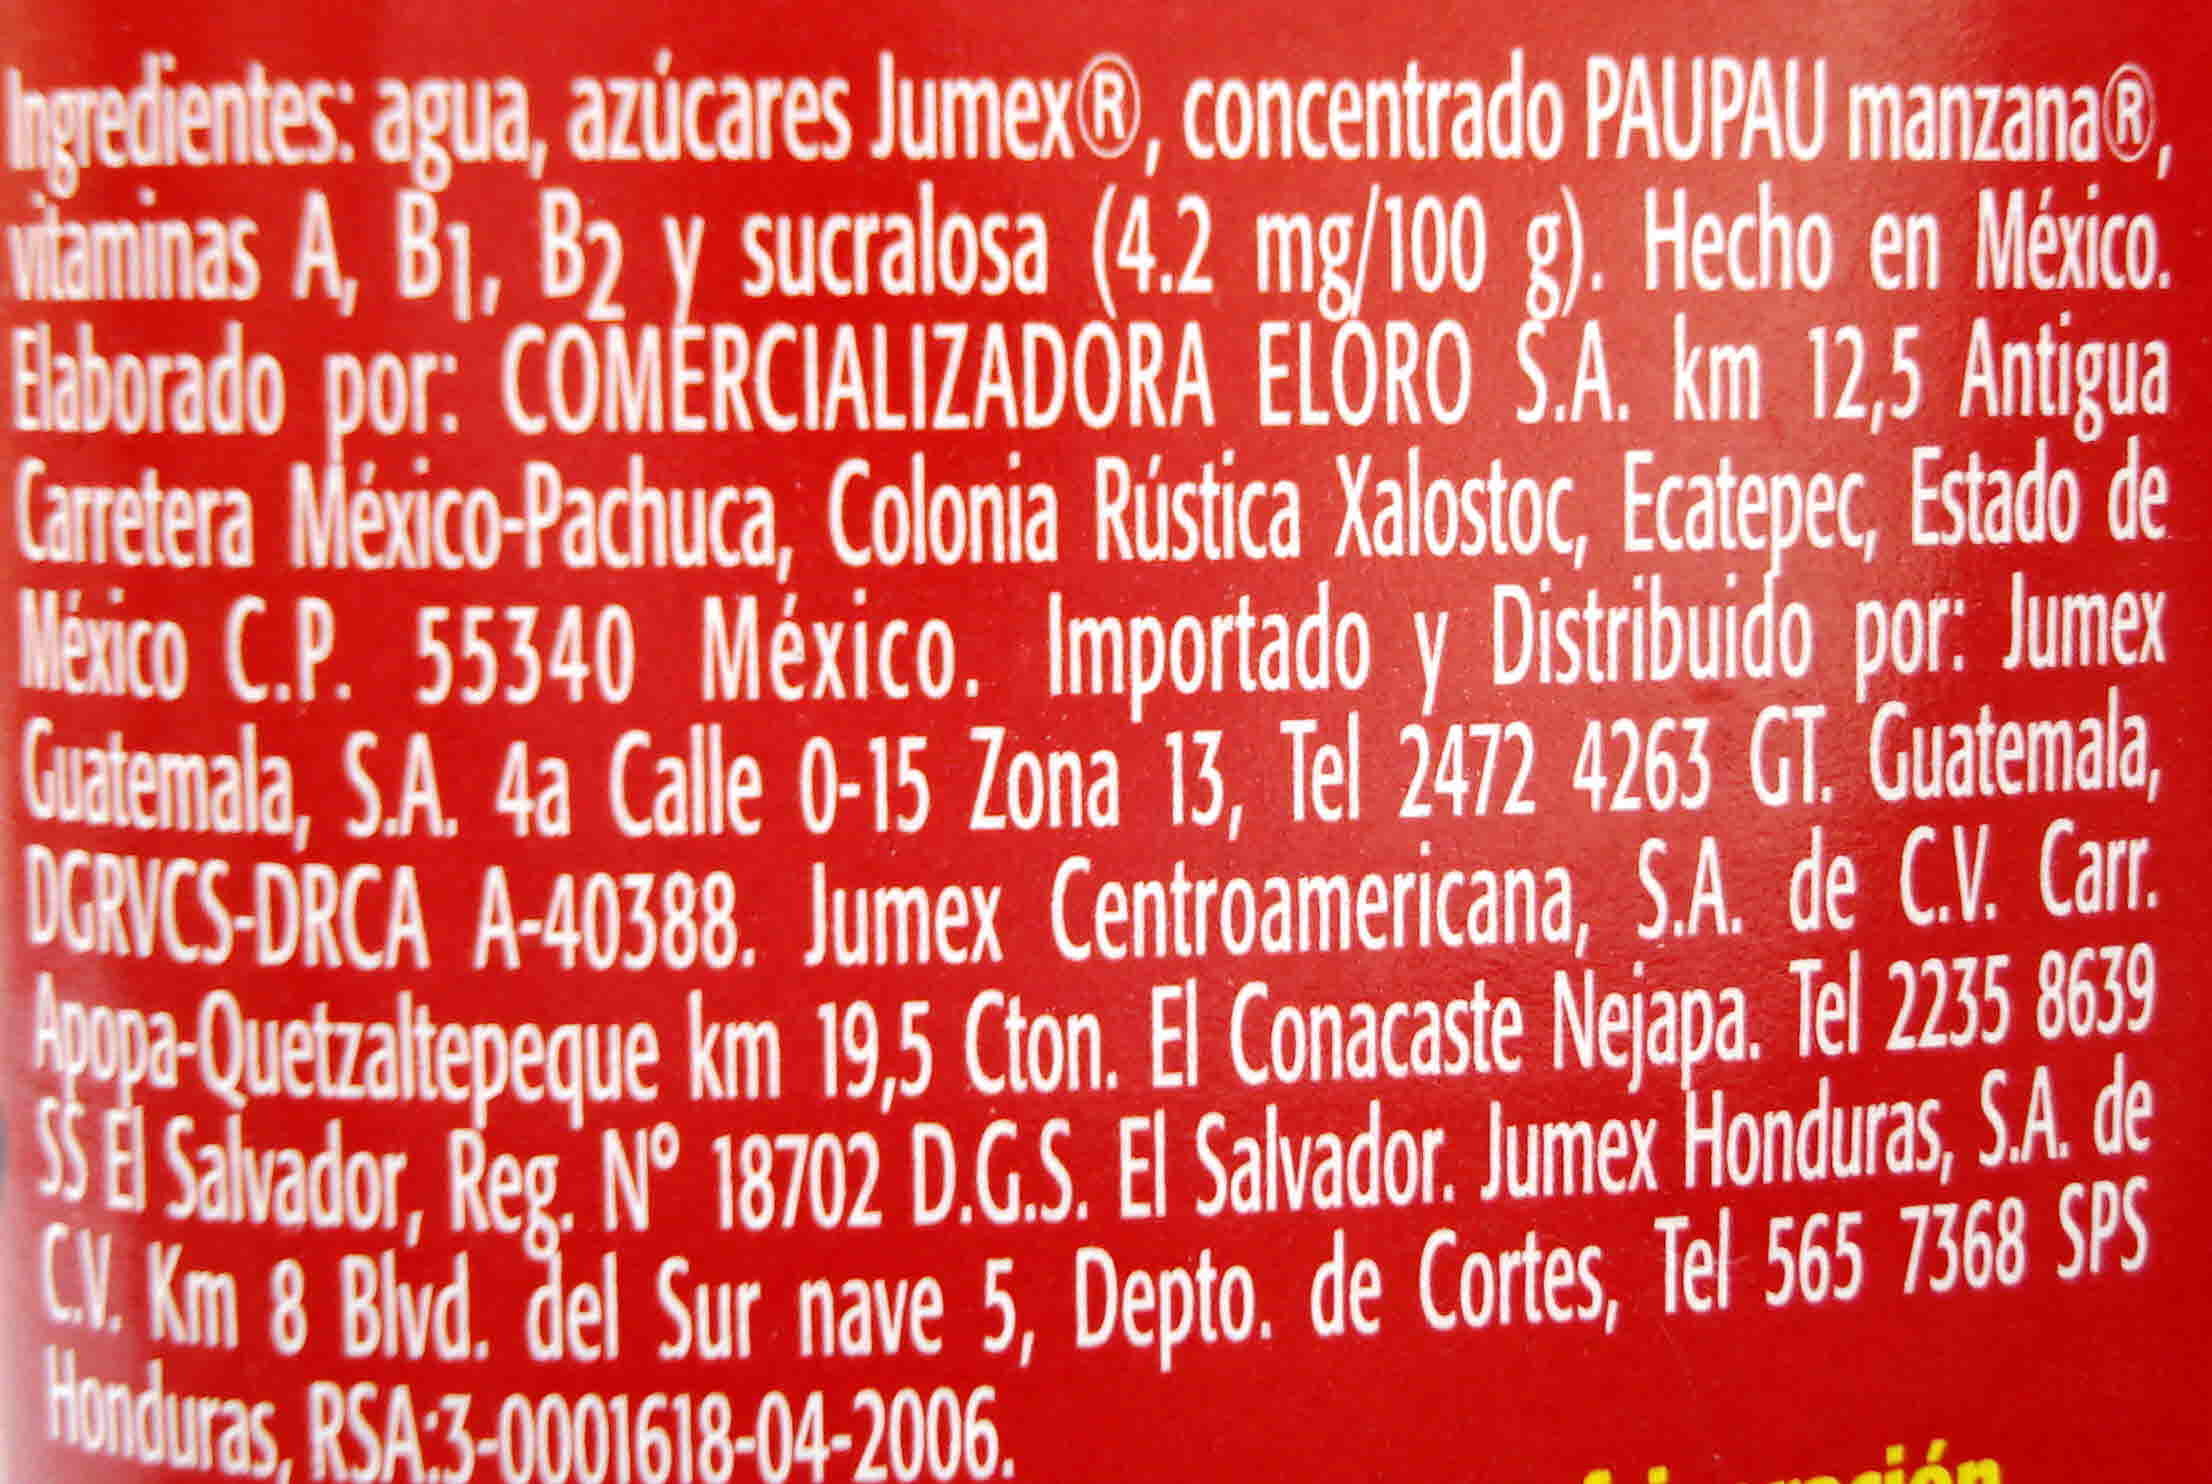 Ingredientes: agua, azúcares Jumex®, concentrado PAUPAU manzana®,
vitaminas A, B1, B2 y sucralosa (4.2 mg/100 g). Hecho en México.
Elaborado por: COMERCIALIZADORA ELORO S.A. km 12,5 Antigua
Carretera México-Pachuca, Colonia Rústica Xalostoc, Ecatepec, Estado de
México C.P. 55340 México. Importado y Distribuido por: Jumex
Guatemala, S.A. 4a Calle 0-15 Zona 13, Tel 2472 4263 GT. Guatemala,
DGRVCS-DRCA A-40388. Jumex Centroamericana, S.A. de C.V. Carr.
Apopa-Quetzaltepeque km 19,5 Cton. El Conacaste Nejapa. Tel 2235 8639
SS El Salvador, Reg. N° 18702 D.G.S. El Salvador. Jumex Honduras, S.A. de
C.V. Km 8 Blvd. del Sur nave 5, Depto. de Cortes, Tel 565 7368 SPS
Honduras, RSA:3-0001618-04-2006.